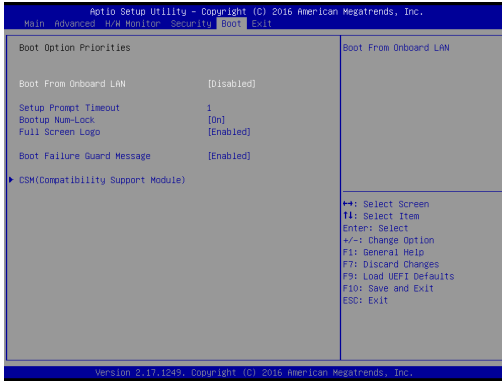 Aptio Setup Utility – Copyright (C) 2016 American Megatrends, Inc.
Main Advanced H/W Monitor Security Boot Exit
Boot Option Priorities
Boot From Onboard LAN [Disabled]
Setup Prompt Timeout 1
Bootup Num-Lock [On]
Full Screen Logo [Enabled]
Boot Failure Guard Message [Enabled]
CSM(Compatibility Support Module)
Boot From Onboard LAN
↔: Select Screen
↑↓: Select Item
Enter: Select
+/-: Change Option
F1: General Help
F7: Discard Changes
F9: Load UEFI Defaults
F10: Save and Exit
ESC: Exit
Version 2.17.1249. Copyright (C) 2016 American Megatrends, Inc.